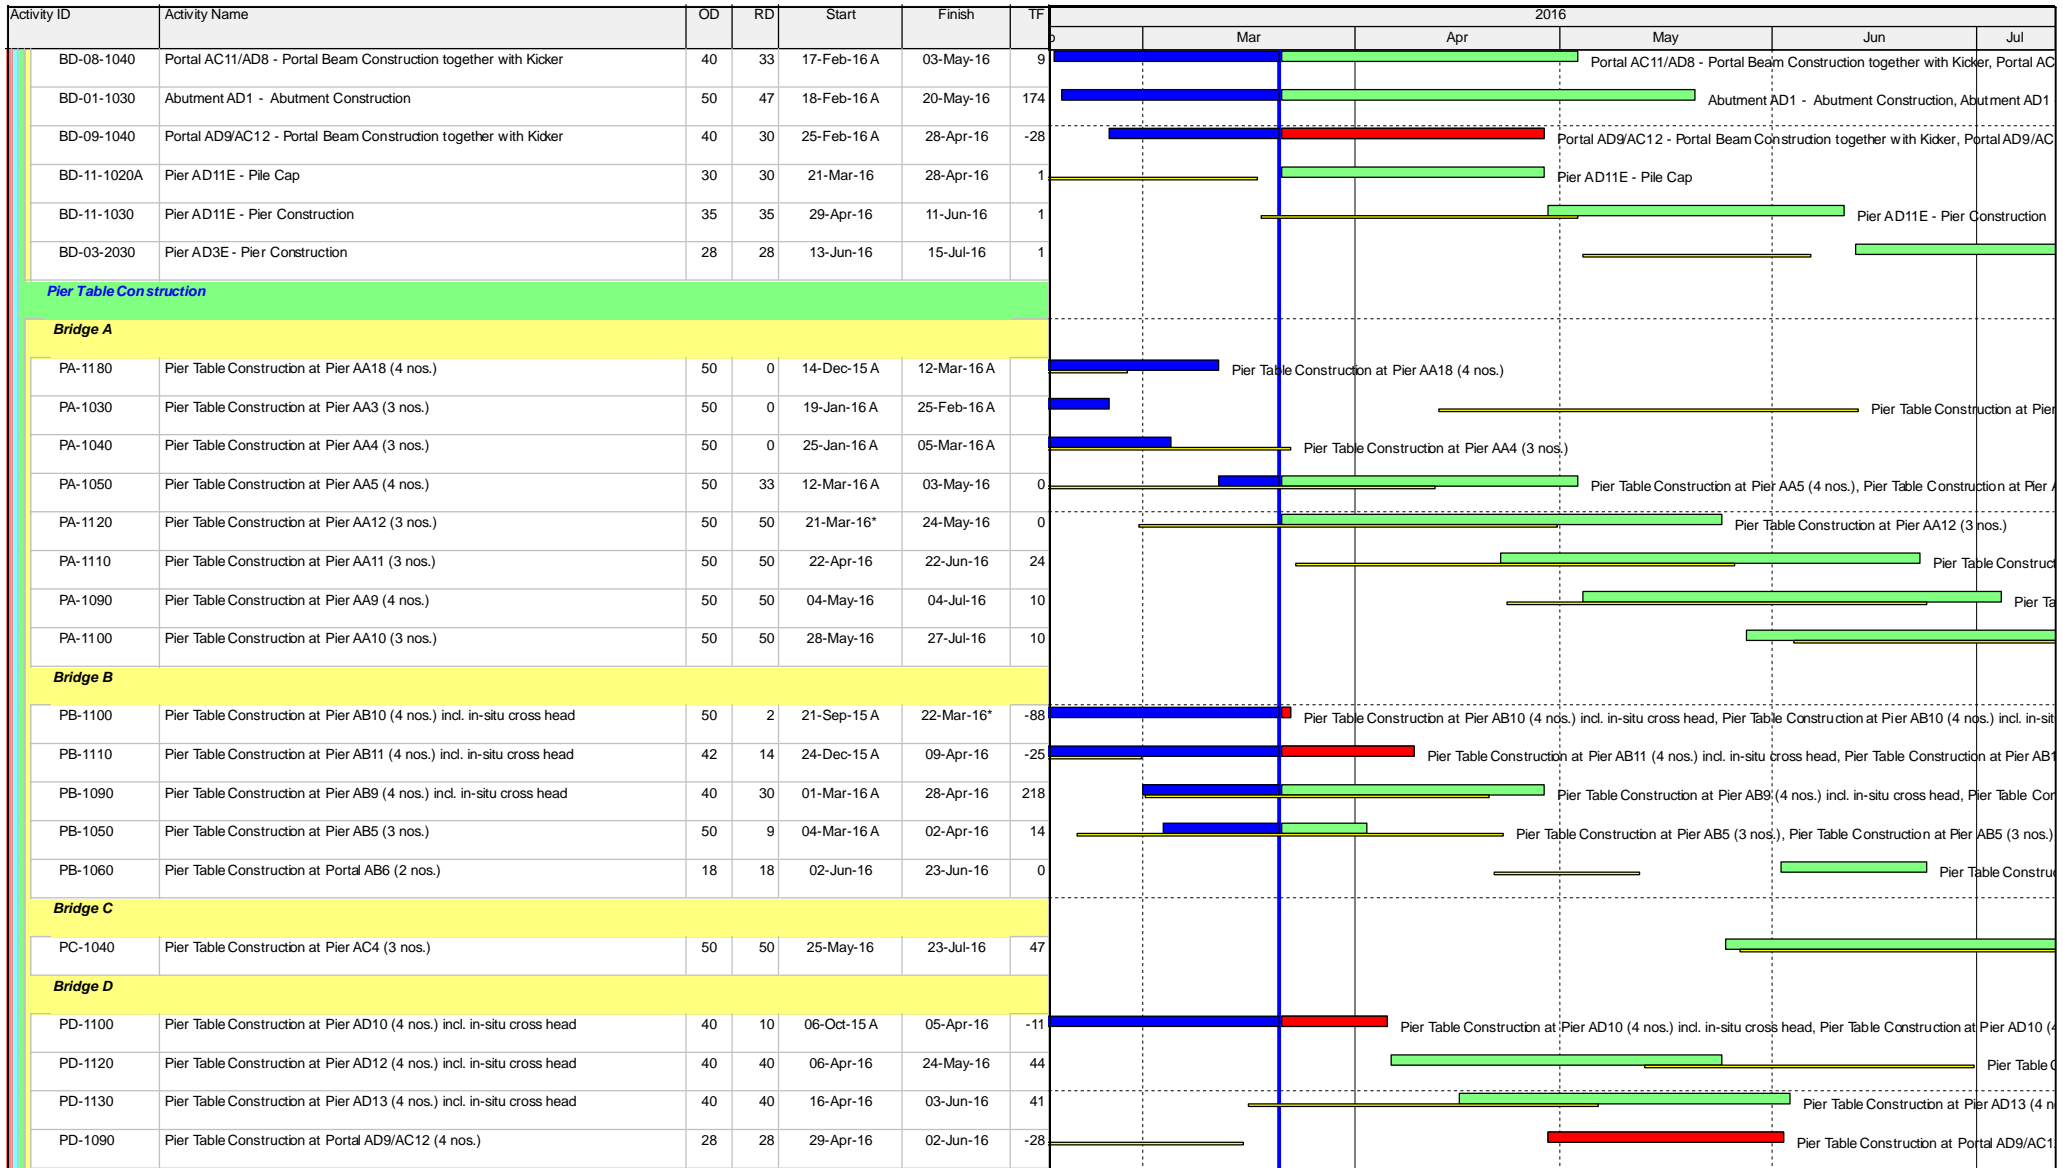 Activity ID Activity Name OD RD Start Finish TF 2016
Mar Apr May Jun Jul
BD-08-1040 Portal AC11/AD8 - Portal Beam Construction together with Kicker 40 33 17-Feb-16 A 03-May-16 9 Portal AC11/AD8 - Portal Beam Construction together with Kicker, Portal AC
BD-01-1030 Abutment AD1 - Abutment Construction 50 47 18-Feb-16 A 20-May-16 174 Abutment AD1 - Abutment Construction, Abutment AD1
BD-09-1040 Portal AD9/AC12 - Portal Beam Construction together with Kicker 40 30 25-Feb-16 A 28-Apr-16 -28 Portal AD9/AC12 - Portal Beam Construction together with Kicker, Portal AD9/AC
BD-11-1020A Pier AD11E - Pile Cap 30 30 21-Mar-16 28-Apr-16 1 Pier AD11E - Pile Cap
BD-11-1030 Pier AD11E - Pier Construction 35 35 29-Apr-16 11-Jun-16 1 Pier AD11E - Pier Construction
BD-03-2030 Pier AD3E - Pier Construction 28 28 13-Jun-16 15-Jul-16 1
Pier Table Construction
Bridge A
PA-1180 Pier Table Construction at Pier AA18 (4 nos.) 50 0 14-Dec-15 A 12-Mar-16 A Pier Table Construction at Pier AA18 (4 nos.)
PA-1030 Pier Table Construction at Pier AA3 (3 nos.) 50 0 19-Jan-16 A 25-Feb-16 A Pier Table Construction at Pier
PA-1040 Pier Table Construction at Pier AA4 (3 nos.) 50 0 25-Jan-16 A 05-Mar-16 A Pier Table Construction at Pier AA4 (3 nos.)
PA-1050 Pier Table Construction at Pier AA5 (4 nos.) 50 33 12-Mar-16 A 03-May-16 0 Pier Table Construction at Pier AA5 (4 nos.), Pier Table Construction at Pier A
PA-1120 Pier Table Construction at Pier AA12 (3 nos.) 50 50 21-Mar-16* 24-May-16 0 Pier Table Construction at Pier AA12 (3 nos.)
PA-1110 Pier Table Construction at Pier AA11 (3 nos.) 50 50 22-Apr-16 22-Jun-16 24 Pier Table Construct
PA-1090 Pier Table Construction at Pier AA9 (4 nos.) 50 50 04-May-16 04-Jul-16 10 Pier Ta
PA-1100 Pier Table Construction at Pier AA10 (3 nos.) 50 50 28-May-16 27-Jul-16 10
Bridge B
PB-1100 Pier Table Construction at Pier AB10 (4 nos.) incl. in-situ cross head 50 2 21-Sep-15 A 22-Mar-16* -88 Pier Table Construction at Pier AB10 (4 nos.) incl. in-situ cross head, Pier Table Construction at Pier AB10 (4 nos.) incl. in-sit
PB-1110 Pier Table Construction at Pier AB11 (4 nos.) incl. in-situ cross head 42 14 24-Dec-15 A 09-Apr-16 -25 Pier Table Construction at Pier AB11 (4 nos.) incl. in-situ cross head, Pier Table Construction at Pier AB1
PB-1090 Pier Table Construction at Pier AB9 (4 nos.) incl. in-situ cross head 40 30 01-Mar-16 A 28-Apr-16 218 Pier Table Construction at Pier AB9 (4 nos.) incl. in-situ cross head, Pier Table Con
PB-1050 Pier Table Construction at Pier AB5 (3 nos.) 50 9 04-Mar-16 A 02-Apr-16 14 Pier Table Construction at Pier AB5 (3 nos.), Pier Table Construction at Pier AB5 (3 nos.)
PB-1060 Pier Table Construction at Portal AB6 (2 nos.) 18 18 02-Jun-16 23-Jun-16 0 Pier Table Constru
Bridge C
PC-1040 Pier Table Construction at Pier AC4 (3 nos.) 50 50 25-May-16 23-Jul-16 47
Bridge D
PD-1100 Pier Table Construction at Pier AD10 (4 nos.) incl. in-situ cross head 40 10 06-Oct-15 A 05-Apr-16 -11 Pier Table Construction at Pier AD10 (4 nos.) incl. in-situ cross head, Pier Table Construction at Pier AD10 (4
PD-1120 Pier Table Construction at Pier AD12 (4 nos.) incl. in-situ cross head 40 40 06-Apr-16 24-May-16 44 Pier Table C
PD-1130 Pier Table Construction at Pier AD13 (4 nos.) incl. in-situ cross head 40 40 16-Apr-16 03-Jun-16 41 Pier Table Construction at Pier AD13 (4 n
PD-1090 Pier Table Construction at Portal AD9/AC12 (4 nos.) 28 28 29-Apr-16 02-Jun-16 -28 Pier Table Construction at Portal AD9/AC1